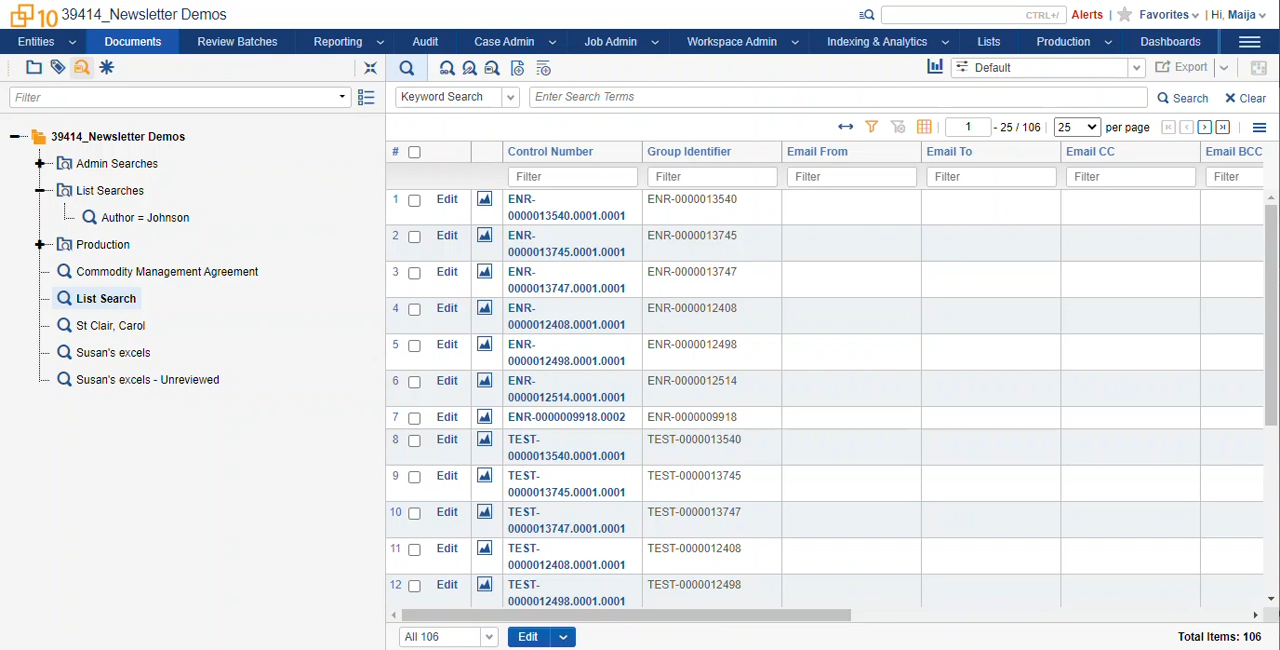 10 39414_Newsletter Demos
CTRL+/ Alerts | Favorites | Hi, Maija
Entities Documents Review Batches Reporting Audit Case Admin Job Admin Workspace Admin Indexing & Analytics Lists Production Dashboards
Default Export
Filter Keyword Search Enter Search Terms Search Clear
1 - 25 / 106 25 per page
# Control Number Group Identifier Email From Email To Email CC Email BCC
Filter Filter Filter Filter Filter Filter
39414_Newsletter Demos
Admin Searches
List Searches
Author = Johnson
Production
Commodity Management Agreement
List Search
St Clair, Carol
Susan's excels
Susan's excels - Unreviewed
1 Edit ENR- ENR-0000013540
0000013540.0001.0001
2 Edit ENR- ENR-0000013745
0000013745.0001.0001
3 Edit ENR- ENR-0000013747
0000013747.0001.0001
4 Edit ENR- ENR-0000012408
0000012408.0001.0001
5 Edit ENR- ENR-0000012498
0000012498.0001.0001
6 Edit ENR- ENR-0000012514
0000012514.0001.0001
7 Edit ENR-0000009918.0002 ENR-0000009918
8 Edit TEST- TEST-0000013540
0000013540.0001.0001
9 Edit TEST- TEST-0000013745
0000013745.0001.0001
10 Edit TEST- TEST-0000013747
0000013747.0001.0001
11 Edit TEST- TEST-0000012408
0000012408.0001.0001
12 Edit TEST- TEST-0000012498
0000012498.0001.0001
All 106 Edit Total Items: 106